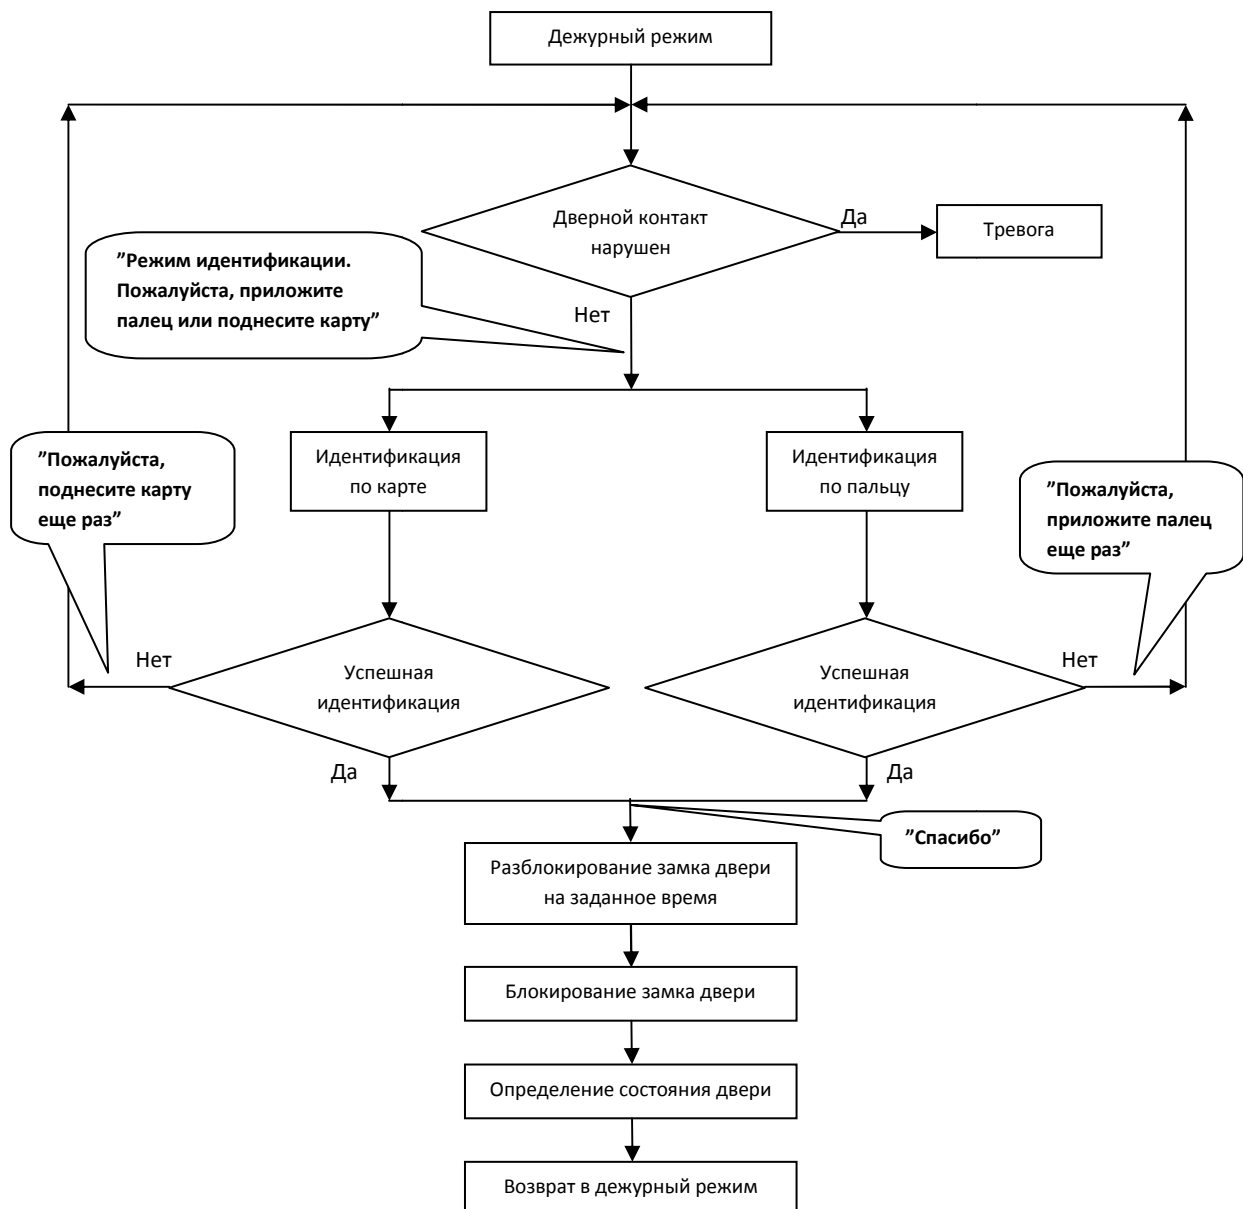 Дежурный режим
Дверной контакт
нарушен
Да
Тревога
”Режим идентификации.
Пожалуйста, приложите
палец или поднесите карту”
Нет
”Пожалуйста,
поднесите карту
еще раз”
Идентификация
по карте
Идентификация
по пальцу
”Пожалуйста,
приложите палец
еще раз”
Нет
Успешная
идентификация
Успешная
идентификация
Нет
Да
Да
”Спасибо”
Разблокирование замка двери
на заданное время
Блокирование замка двери
Определение состояния двери
Возврат в дежурный режим